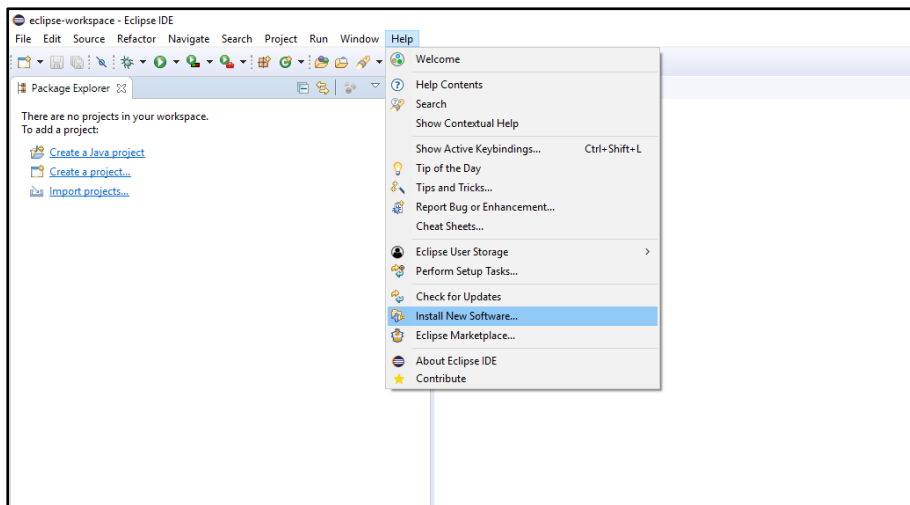 eclipse-workspace - Eclipse IDE
File Edit Source Refactor Navigate Search Project Run Window Help
Package Explorer
There are no projects in your workspace.
To add a project:
Create a Java project
Create a project...
Import projects...
Welcome
Help Contents
Search
Show Contextual Help
Show Active Keybindings... Ctrl+Shift+L
Tip of the Day
Tips and Tricks...
Report Bug or Enhancement...
Cheat Sheets...
Eclipse User Storage
Perform Setup Tasks...
Check for Updates
Install New Software...
Eclipse Marketplace...
About Eclipse IDE
Contribute